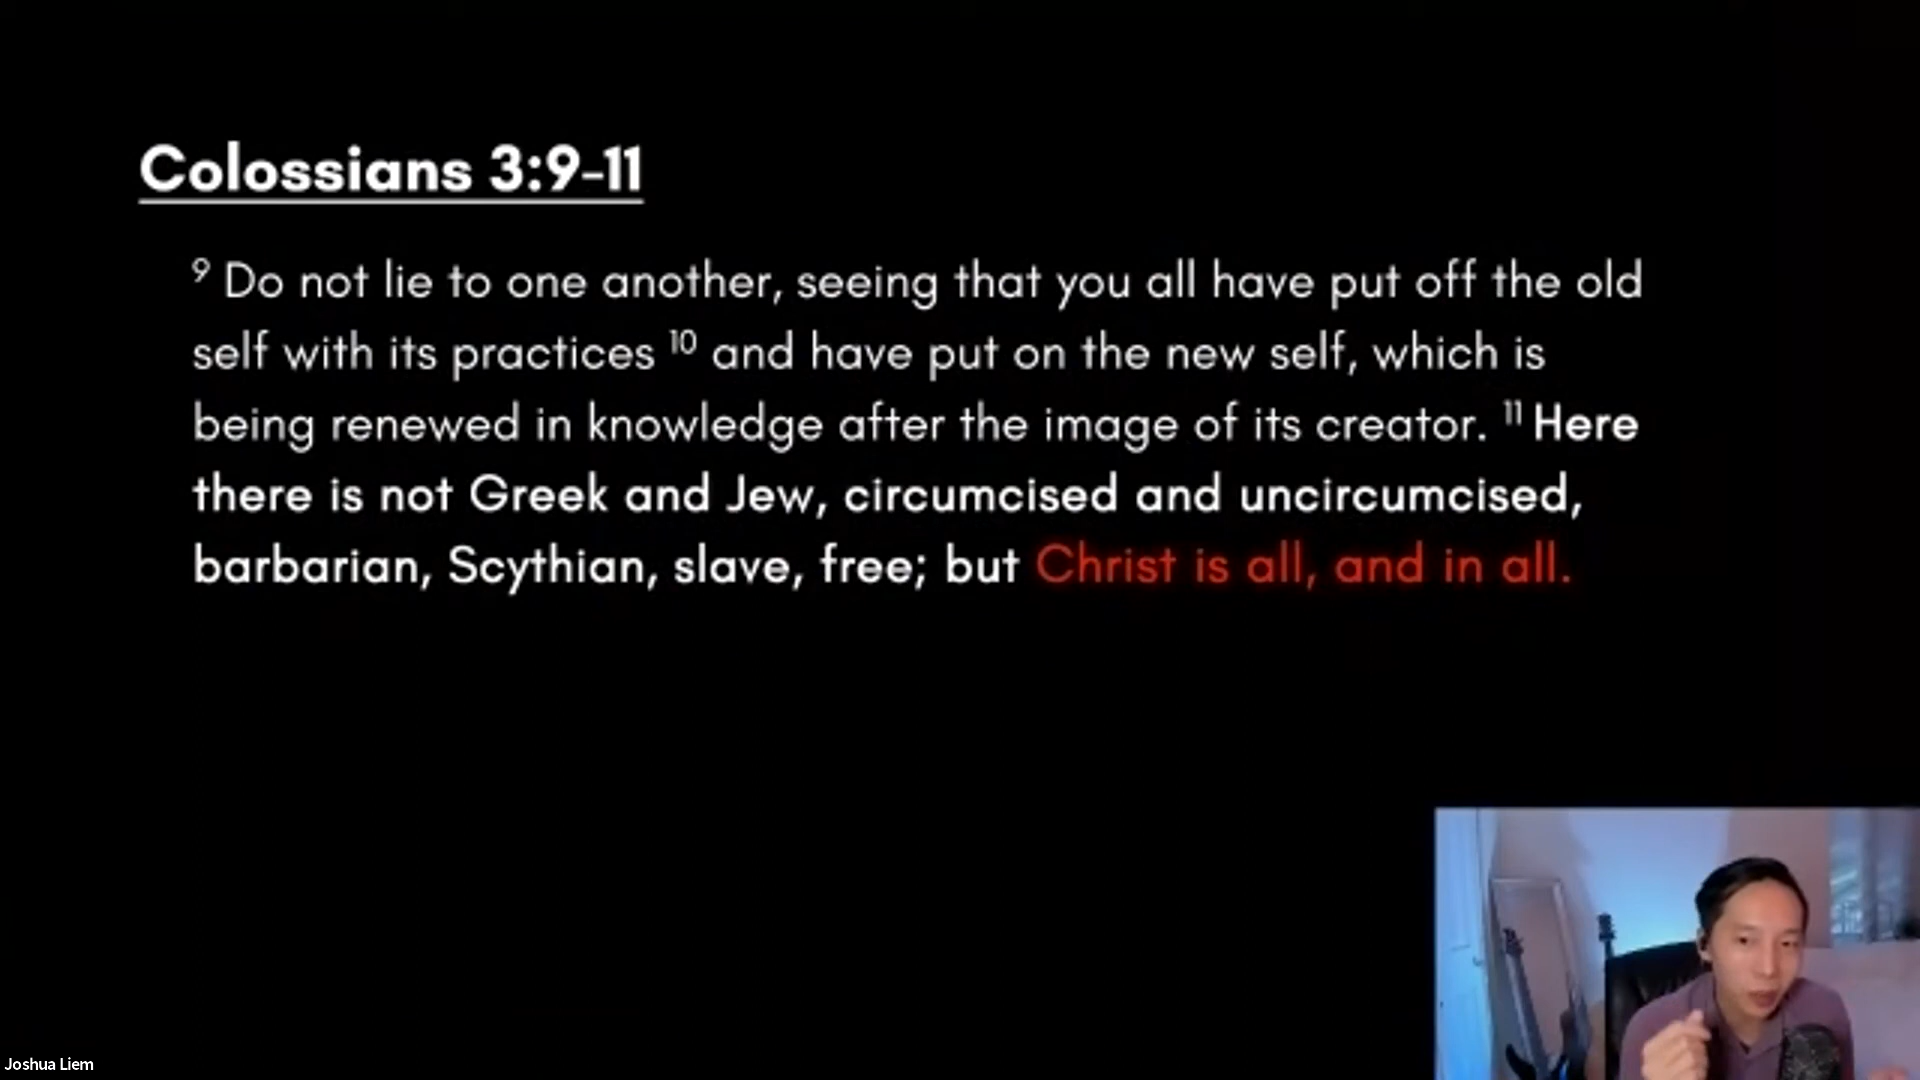 Colossians 3:9-11
⁹ Do not lie to one another, seeing that you all have put off the old
self with its practices ¹⁰ and have put on the new self, which is
being renewed in knowledge after the image of its creator. ¹¹ Here
there is not Greek and Jew, circumcised and uncircumcised,
barbarian, Scythian, slave, free; but Christ is all, and in all.
Joshua Liem